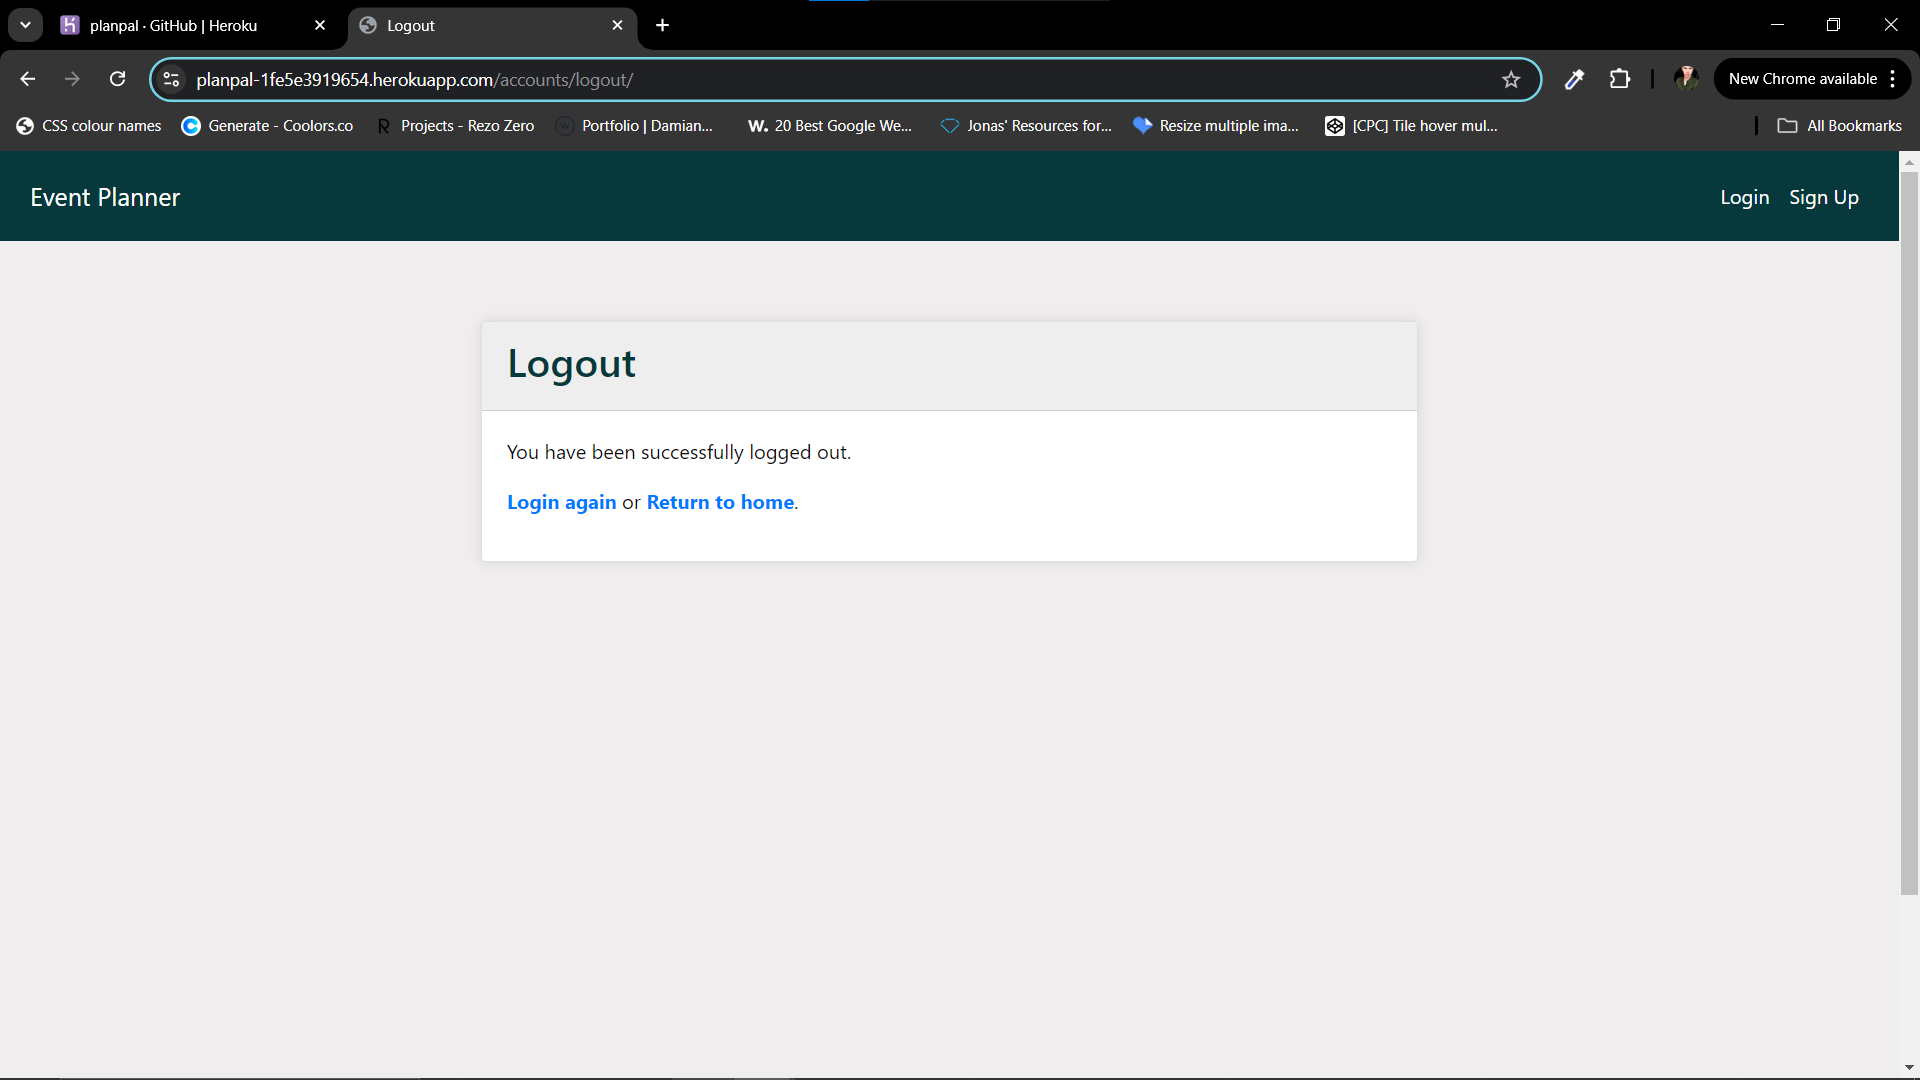 planpal · GitHub | Heroku
Logout
planpal-1fe5e3919654.herokuapp.com/accounts/logout/
New Chrome available
CSS colour names
Generate - Coolors.co
Projects - Rezo Zero
Portfolio | Damian...
W. 20 Best Google We...
Jonas' Resources for...
Resize multiple ima...
[CPC] Tile hover mul...
All Bookmarks
Event Planner
Login Sign Up
Logout
You have been successfully logged out.
Login again or Return to home.